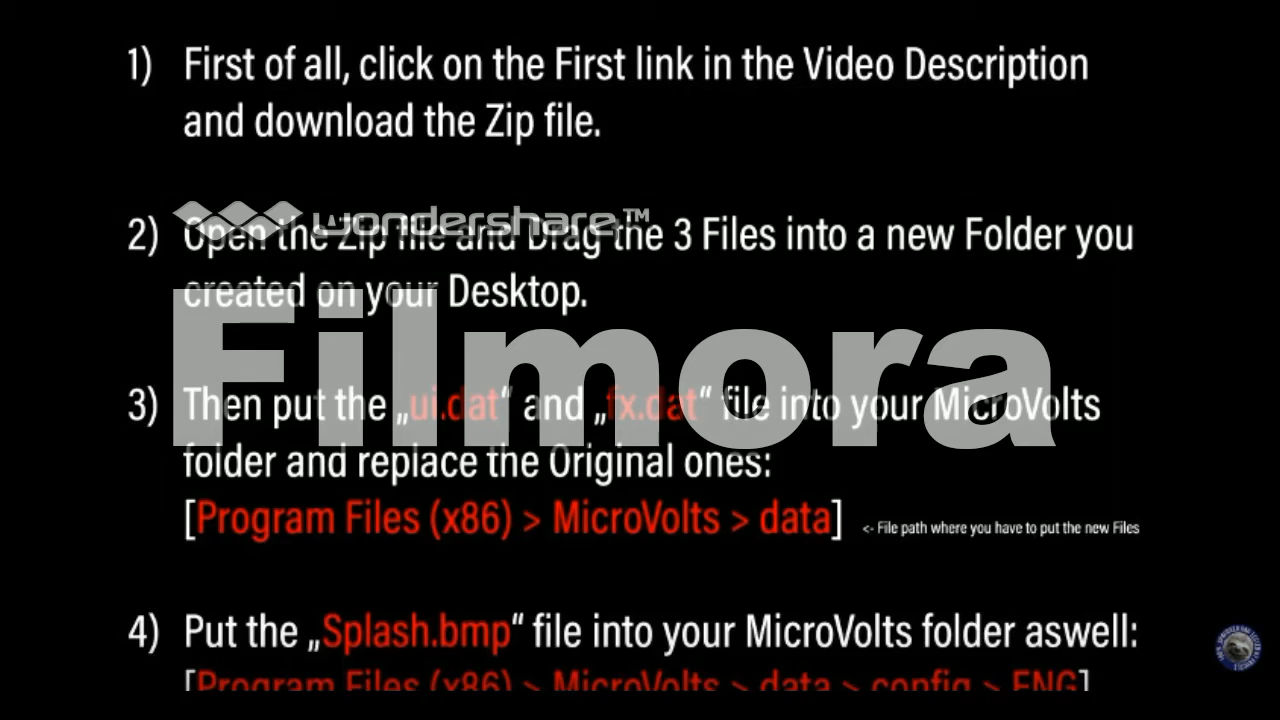 1) First of all, click on the First link in the Video Description
and download the Zip file.
wondershare™
2) Open the Zip file and Drag the 3 Files into a new Folder you
created on your Desktop.
Filmora
3) Then put the „ui.dat“ and „fx.dat“ file into your MicroVolts
folder and replace the Original ones:
[Program Files (x86) > MicroVolts > data] <- File path where you have to put the new Files
4) Put the „Splash.bmp“ file into your MicroVolts folder aswell:
[Program Files (x86) > MicroVolts > data > config > ENG]